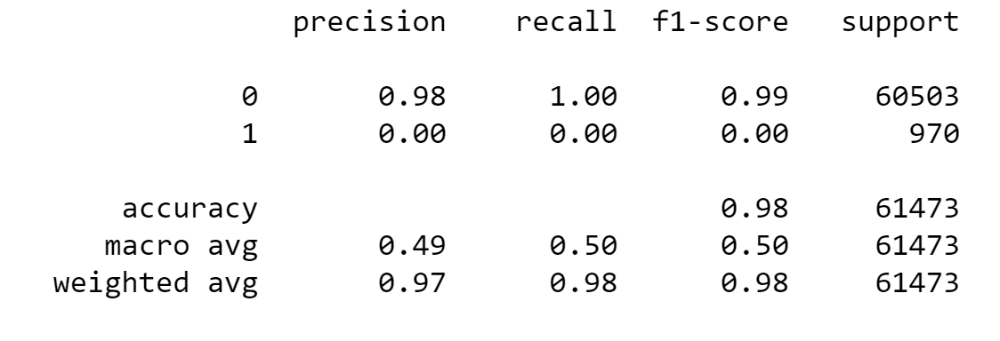 precision recall f1-score support
0 0.98 1.00 0.99 60503
1 0.00 0.00 0.00 970
accuracy 0.98 61473
macro avg 0.49 0.50 0.50 61473
weighted avg 0.97 0.98 0.98 61473